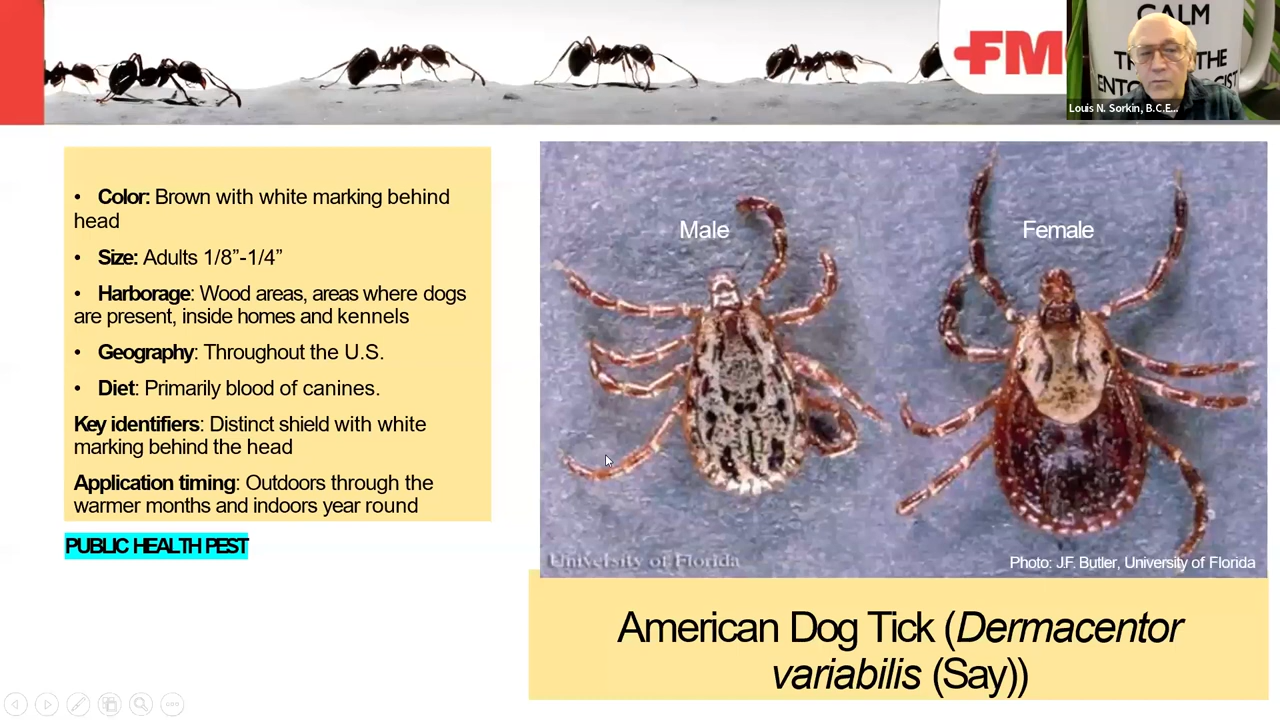 FM
CALM
THE
Louis N. Sorkin, B.C.E...
• Color: Brown with white marking behind
head
• Size: Adults 1/8”-1/4”
• Harborage: Wood areas, areas where dogs
are present, inside homes and kennels
• Geography: Throughout the U.S.
• Diet: Primarily blood of canines.
Key identifiers: Distinct shield with white
marking behind the head
Application timing: Outdoors through the
warmer months and indoors year round
PUBLIC HEALTH PEST
Male
Female
University of Florida
Photo: J.F. Butler, University of Florida
American Dog Tick (Dermacentor
variabilis (Say))